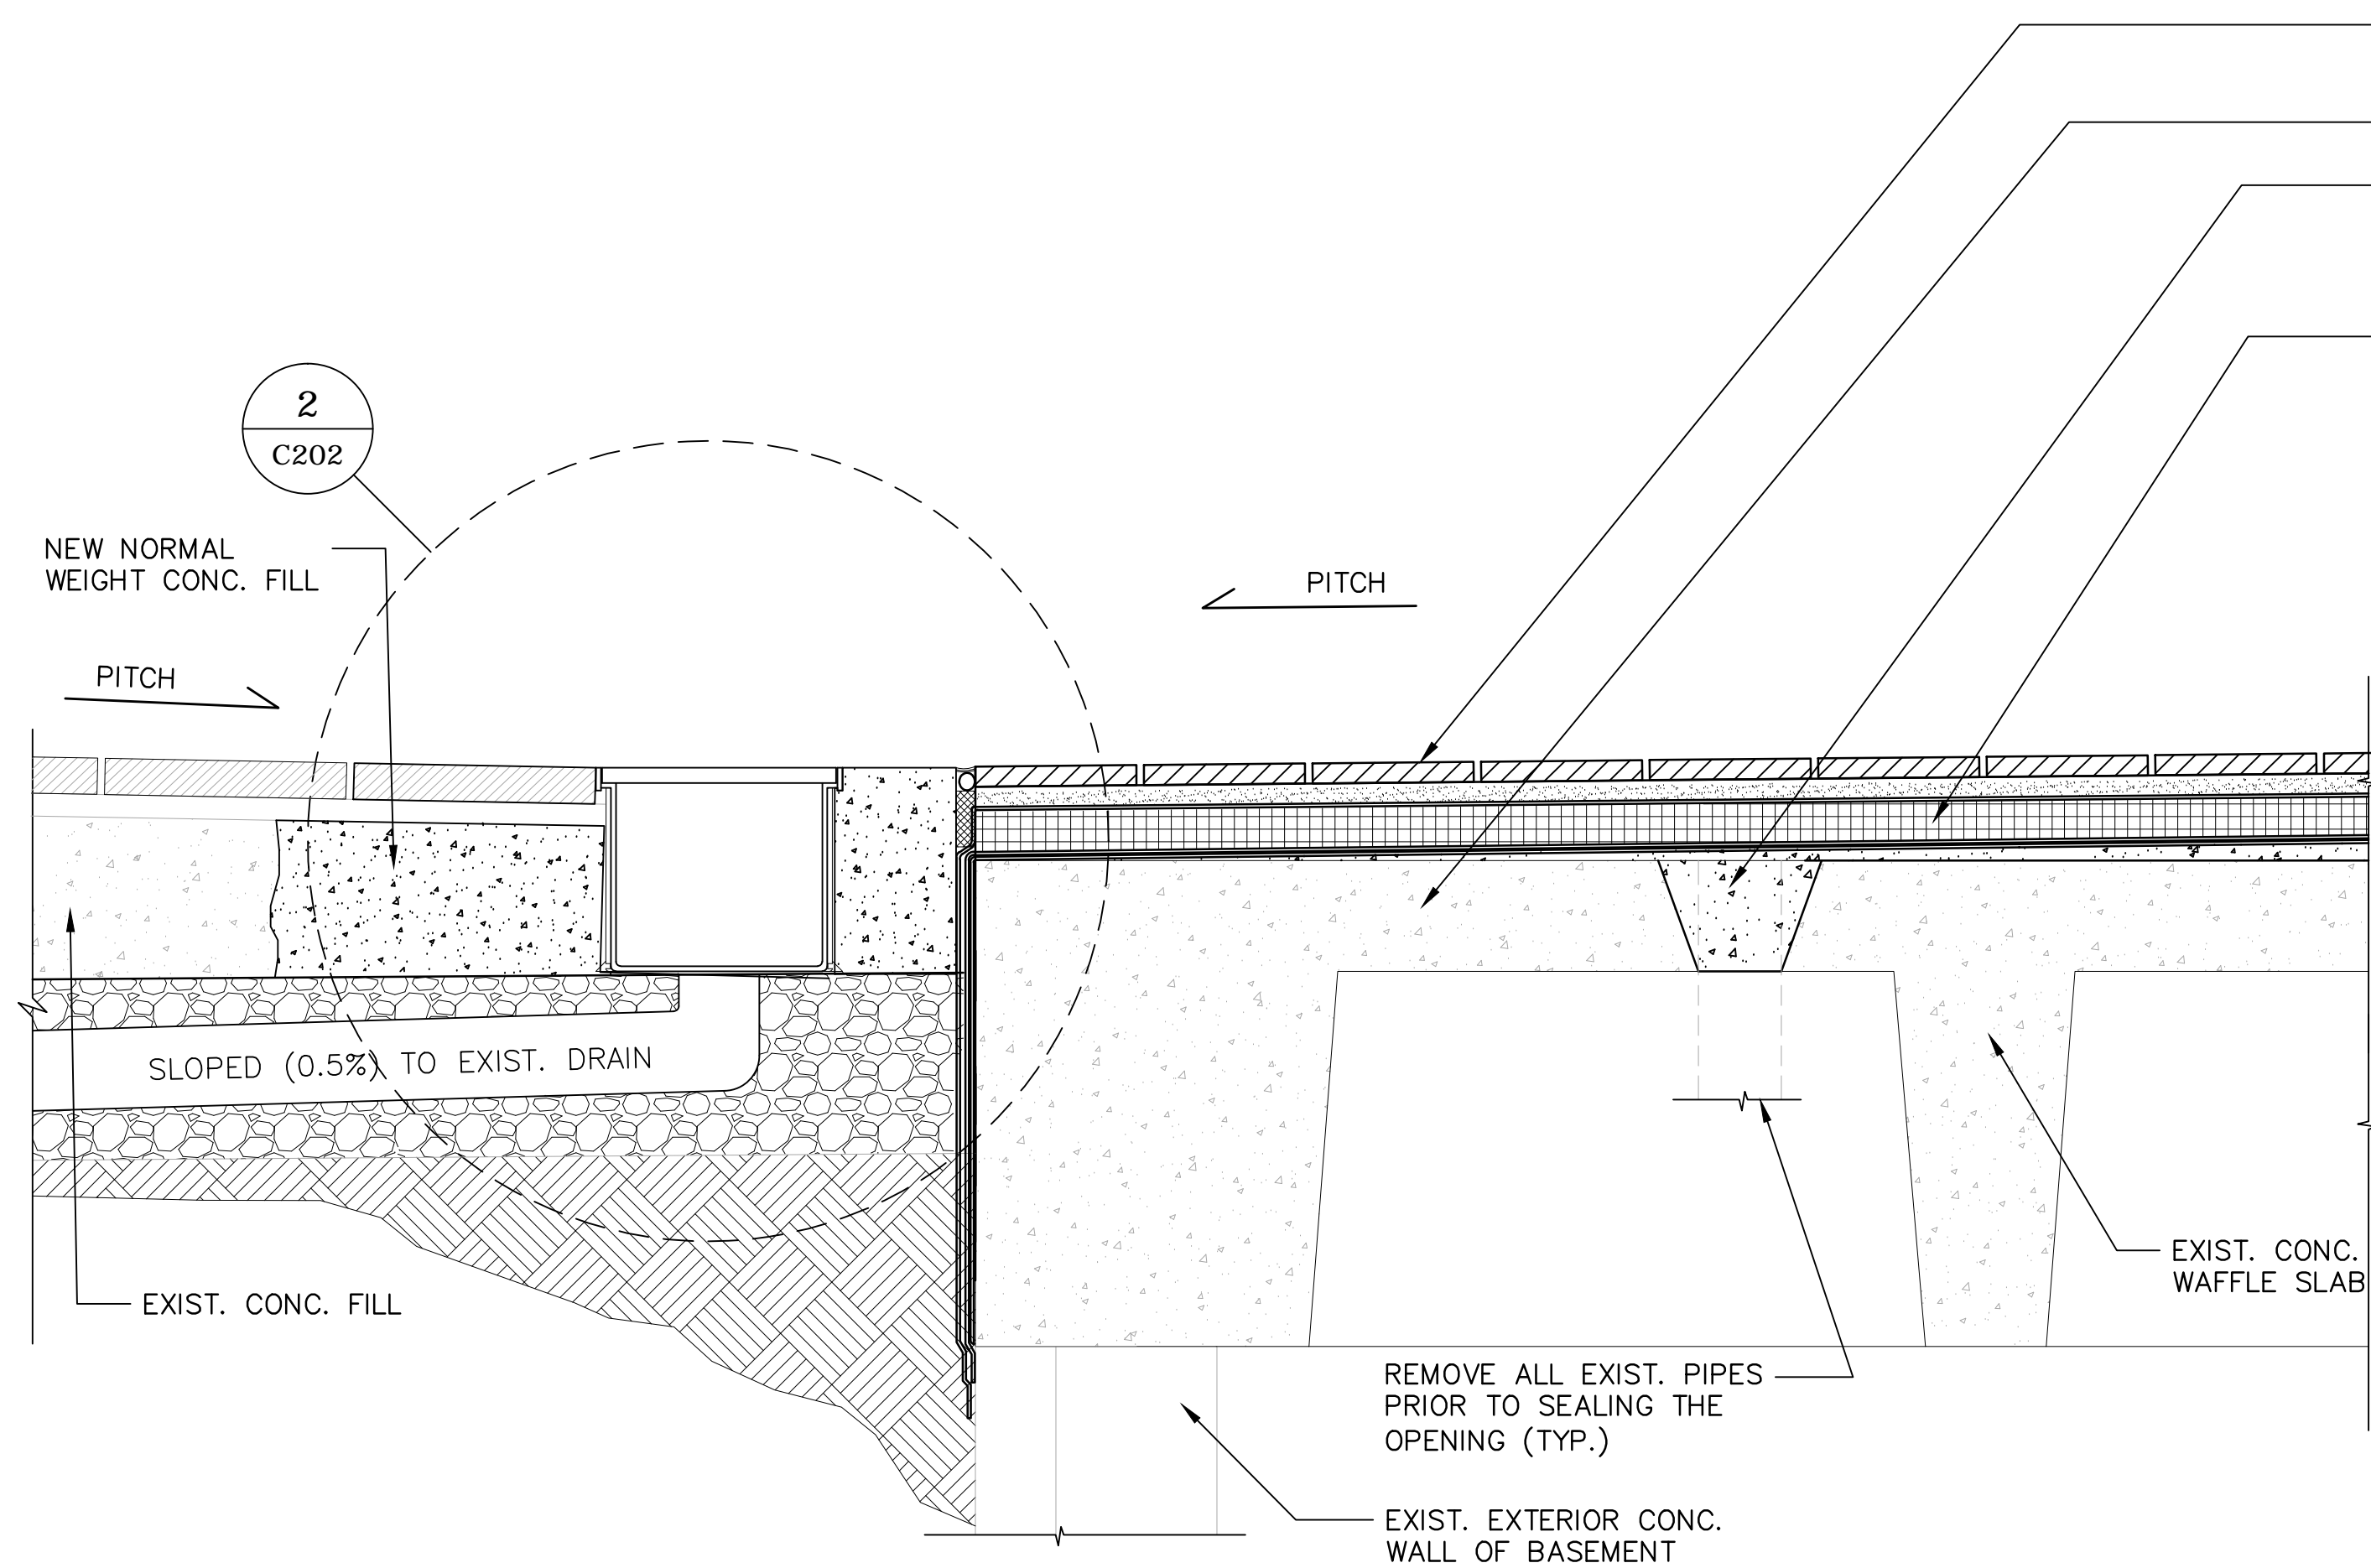 2
C202
NEW NORMAL
WEIGHT CONC. FILL
PITCH
PITCH
SLOPED (0.5%) TO EXIST. DRAIN
EXIST. CONC. FILL
EXIST. CONC.
WAFFLE SLAB
REMOVE ALL EXIST. PIPES
PRIOR TO SEALING THE
OPENING (TYP.)
EXIST. EXTERIOR CONC.
WALL OF BASEMENT